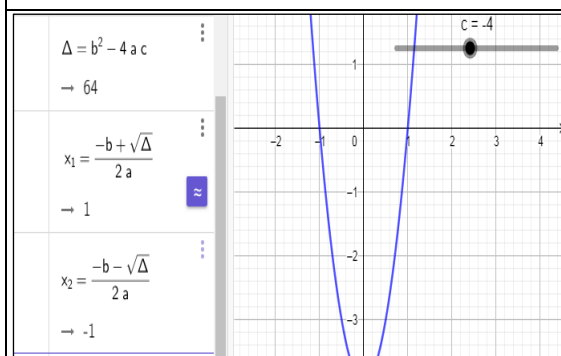 Δ = b² – 4 a c
→ 64
x₁ = (–b + √Δ) / (2 a)
≈
→ 1
x₂ = (–b – √Δ) / (2 a)
→ -1
c = -4
1
–2 –1 0 1 2 3 4
–1
–2
–3